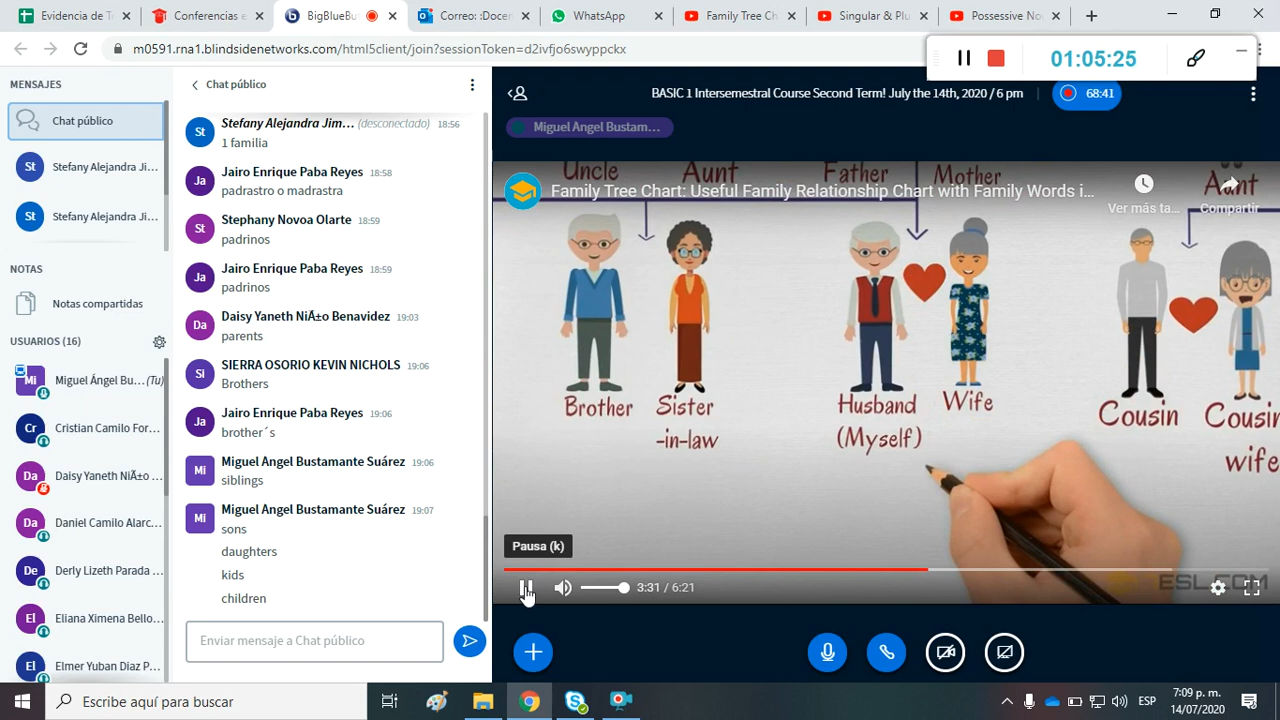 Evidencia de T
Conferencias e
BigBlueBu
Correo: :Docen
WhatsApp
Family Tree Ch
Singular & Plu
Possessive No
m0591.rna1.blindsidenetworks.com/html5client/join?sessionToken=d2ivfjo6swyppckx
01:05:25
MENSAJES
Chat público
Stefany Alejandra Ji...
Stefany Alejandra Ji...
NOTAS
Notas compartidas
USUARIOS (16)
Miguel Ángel Bu... (Tu)
Cristian Camilo For...
Daisy Yaneth NiÃ±o ...
Daniel Camilo Alarc...
Derly Lizeth Parada ...
Eliana Ximena Bello...
Elmer Yuban Diaz P...
Chat público
Stefany Alejandra Jim... (desconectado) 18:56
1 familia
Jairo Enrique Paba Reyes 18:58
padrastro o madrastra
Stephany Novoa Olarte 18:59
padrinos
Jairo Enrique Paba Reyes 18:59
padrinos
Daisy Yaneth NiÃ±o Benavidez 19:03
parents
SIERRA OSORIO KEVIN NICHOLS 19:06
Brothers
Jairo Enrique Paba Reyes 19:06
brother´s
Miguel Angel Bustamante Suárez 19:06
siblings
Miguel Angel Bustamante Suárez 19:07
sons
daughters
kids
children
Enviar mensaje a Chat público
BASIC 1 Intersemestral Course Second Term! July the 14th, 2020 / 6 pm
68:41
Miguel Angel Bustam...
Uncle Aunt Father Mother Aunt
Family Tree Chart: Useful Family Relationship Chart with Family Words i...
Ver más ta...
Compartir
Brother
Sister
-in-law
Husband
(Myself)
Wife
Cousin
Cousin
wife
Pausa (k)
3:31 / 6:21
ESL.COM
Escribe aquí para buscar
ESP
7:09 p. m.
14/07/2020